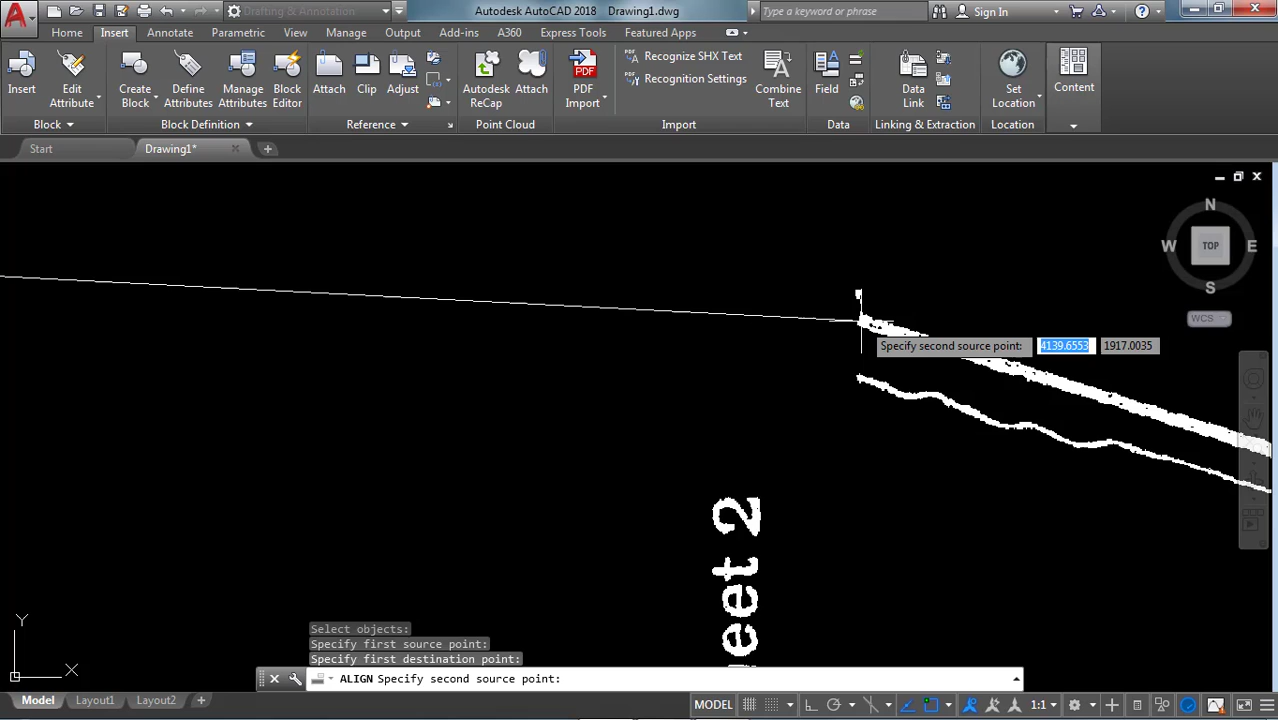 A Drafting & Annotation Autodesk AutoCAD 2018 Drawing1.dwg Type a keyword or phrase Sign In
Home Insert Annotate Parametric View Manage Output Add-ins A360 Express Tools Featured Apps
Insert
Edit Attribute
Create Block
Define Attributes
Manage Attributes
Block Editor
Attach
Clip
Adjust
Autodesk ReCap
Attach
PDF Import
Recognize SHX Text
Recognition Settings
Combine Text
Field
Data Link
Set Location
Content
Block Block Definition Reference Point Cloud Import Data Linking & Extraction Location
Start Drawing1*
N
W TOP E
S
WCS
Specify second source point: 4139.6553 1917.0035
eet 2
Y
X
Select objects:
Specify first source point:
Specify first destination point:
ALIGN Specify second source point:
Model Layout1 Layout2 MODEL 1:1